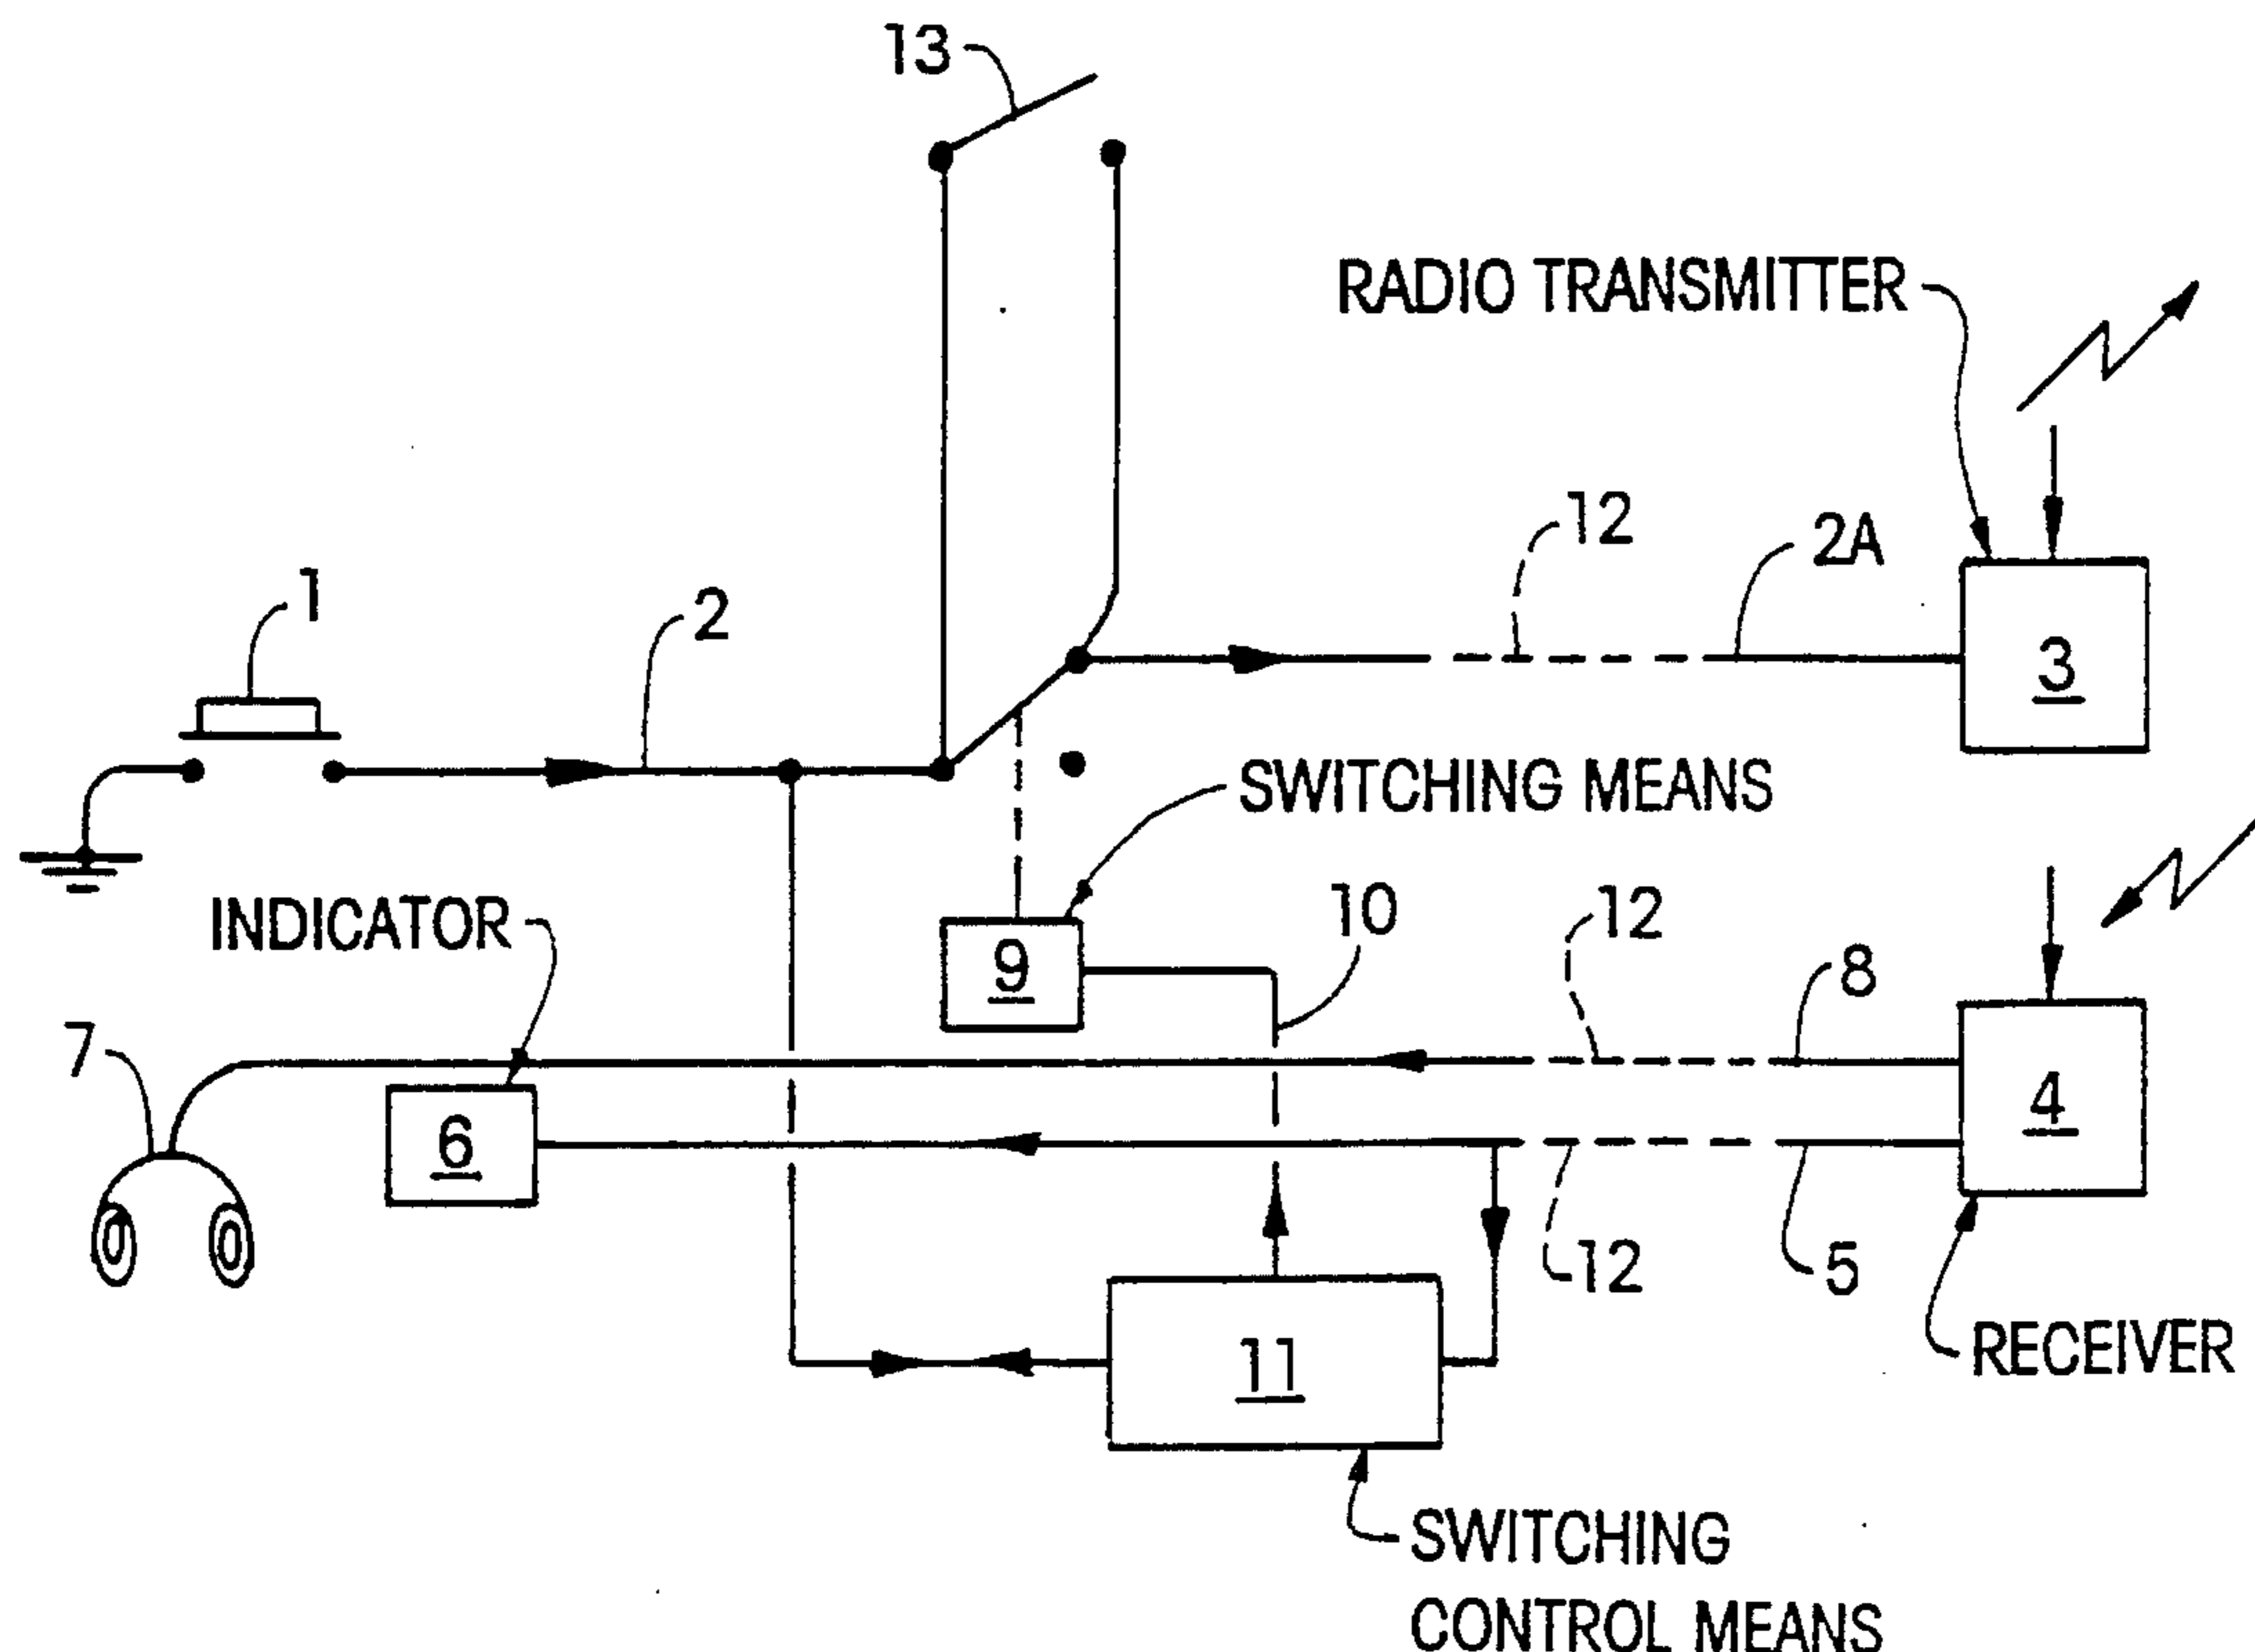 13
RADIO TRANSMITTER
12
2A
1
2
3
SWITCHING MEANS
INDICATOR
10
12
9
8
7
6
4
12
5
11
RECEIVER
SWITCHING
CONTROL MEANS